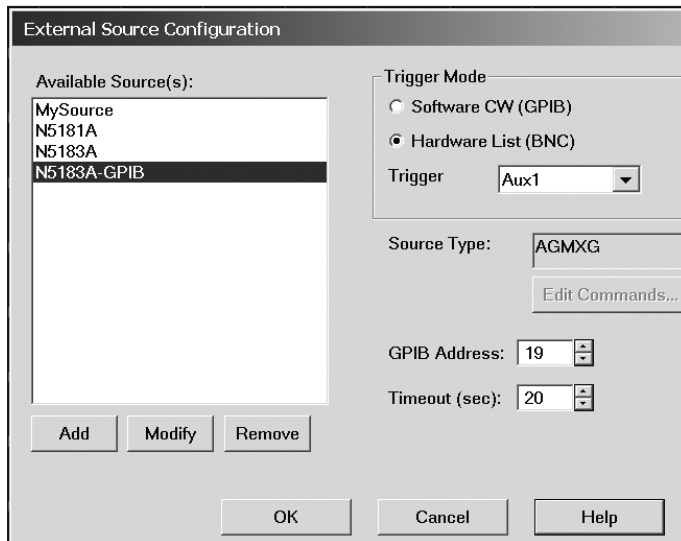 External Source Configuration
Available Source(s):
MySource
N5181A
N5183A
N5183A-GPIB
Add
Modify
Remove
Trigger Mode
Software CW (GPIB)
Hardware List (BNC)
Trigger
Aux1
Source Type:
AGMXG
Edit Commands...
GPIB Address:
19
Timeout (sec):
20
OK
Cancel
Help